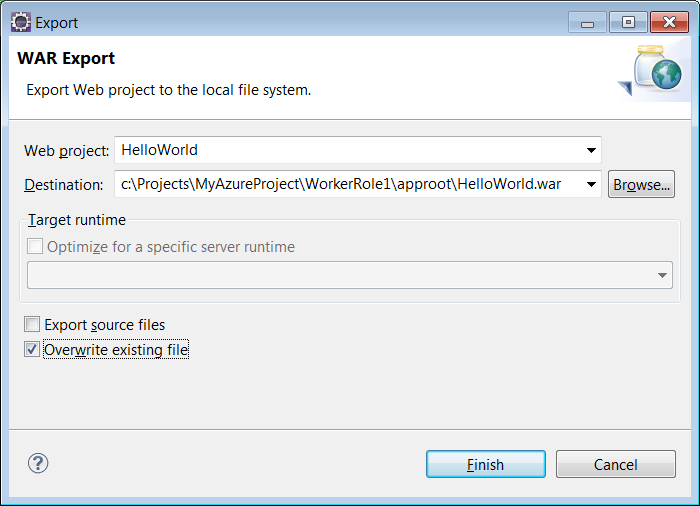 Export
WAR Export
Export Web project to the local file system.
Web project: HelloWorld
Destination: c:\Projects\MyAzureProject\WorkerRole1\approot\HelloWorld.war Browse...
Target runtime
Optimize for a specific server runtime
Export source files
Overwrite existing file
? Finish Cancel